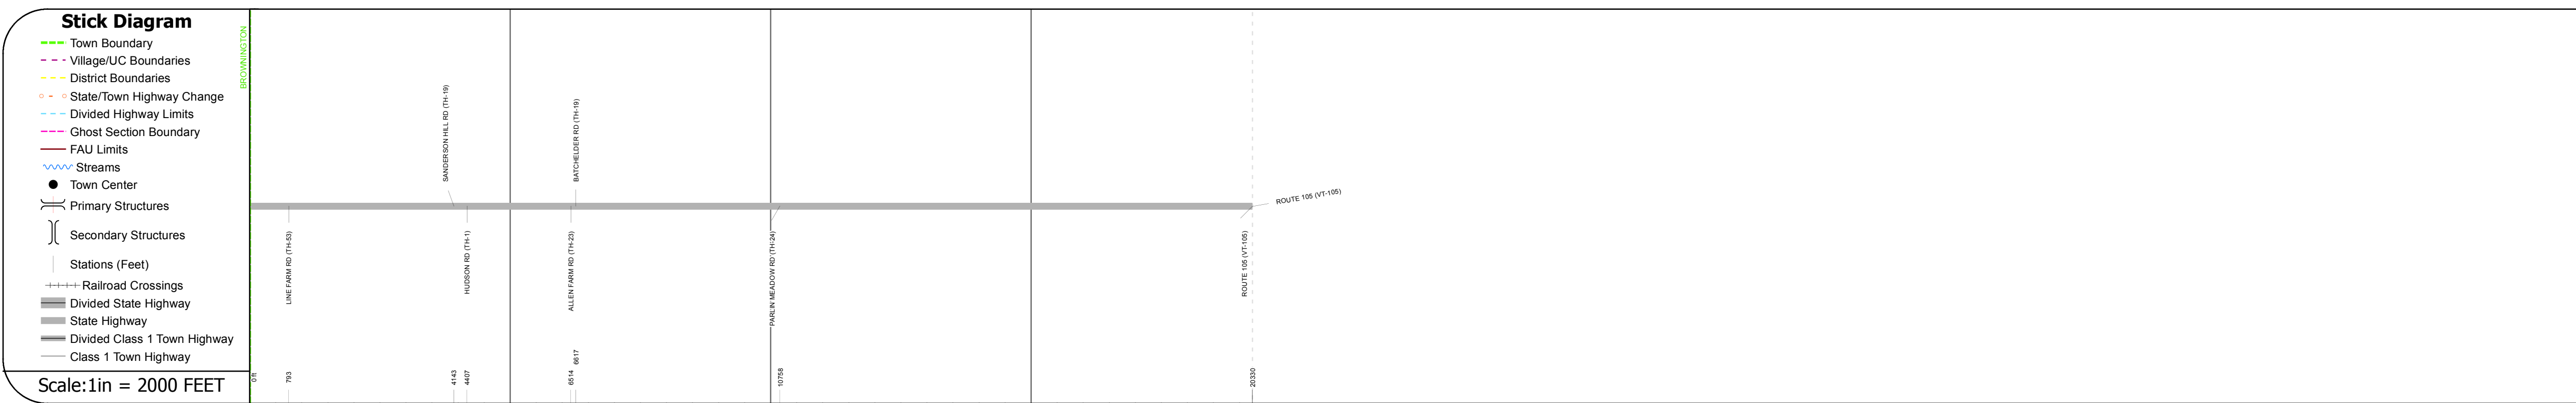 Stick Diagram
Town Boundary
Village/UC Boundaries
District Boundaries
State/Town Highway Change
Divided Highway Limits
Ghost Section Boundary
FAU Limits
Streams
Town Center
Primary Structures
Secondary Structures
Stations (Feet)
Railroad Crossings
Divided State Highway
State Highway
Divided Class 1 Town Highway
Class 1 Town Highway
Scale:1in = 2000 FEET
BROWNINGTON
SANDERSON HILL RD (TH-19)
BATCHELDER RD (TH-19)
ROUTE 105 (VT-105)
LINE FARM RD (TH-53)
HUDSON RD (TH-1)
ALLEN FARM RD (TH-23)
PARLIN MEADOW RD (TH-24)
ROUTE 105 (VT-105)
0 ft
793
4143
4407
6514
6617
10758
20330